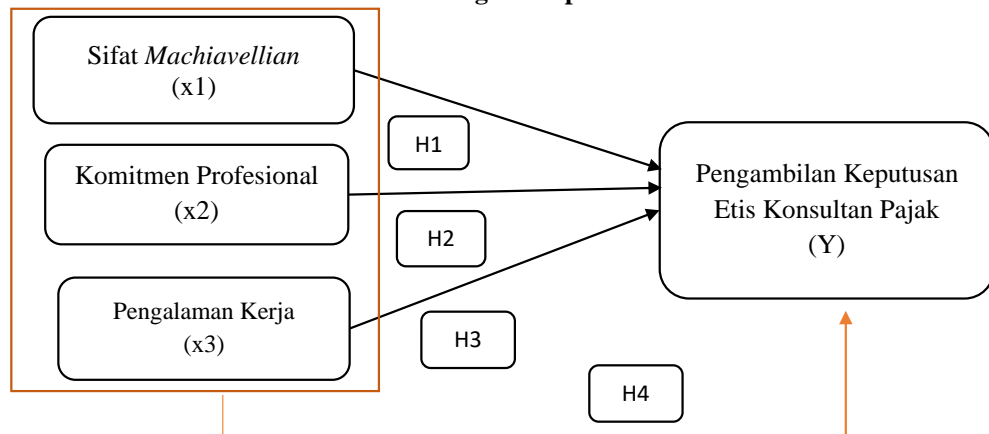 Sifat Machiavellian
(x1)
H1
Komitmen Profesional
(x2)
Pengambilan Keputusan
Etis Konsultan Pajak
(Y)
H2
Pengalaman Kerja
(x3)
H3
H4